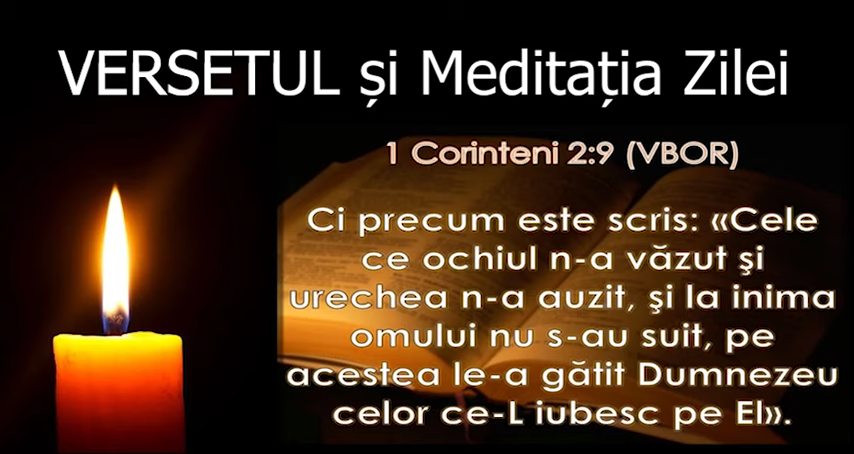 VERSETUL și Meditația Zilei
1 Corinteni 2:9 (VBOR)
Ci precum este scris: «Cele
ce ochiul n-a văzut şi
urechea n-a auzit, şi la inima
omului nu s-au suit, pe
acestea le-a gătit Dumnezeu
celor ce-L iubesc pe El».